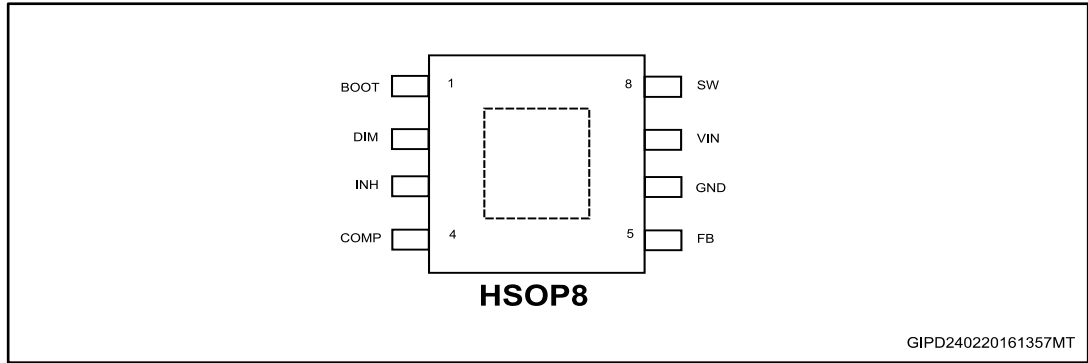 BOOT 1 8 SW
DIM VIN
INH GND
COMP 4 5 FB
HSOP8
GIPD240220161357MT